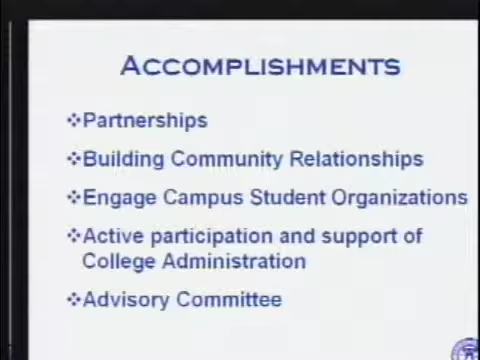 ACCOMPLISHMENTS
❖Partnerships
❖Building Community Relationships
❖Engage Campus Student Organizations
❖Active participation and support of
College Administration
❖Advisory Committee